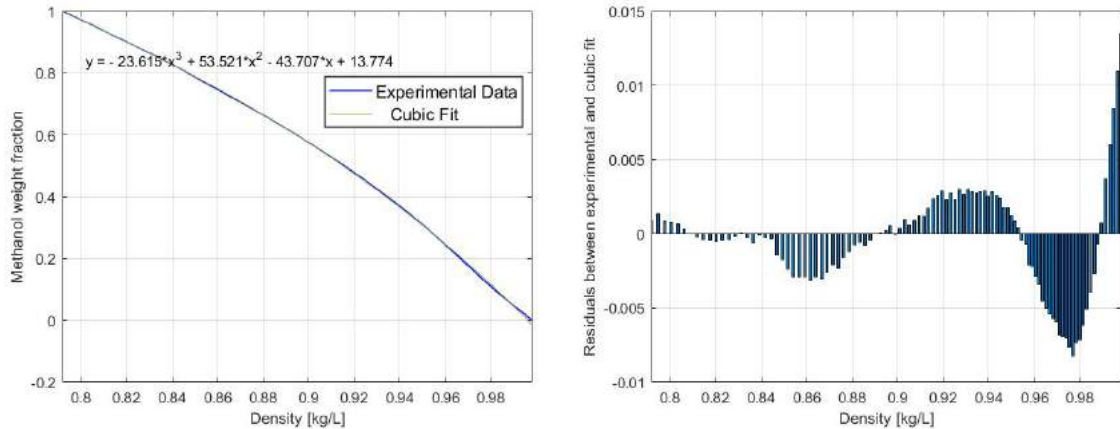 1
0.8
0.6
0.4
0.2
0
-0.2
Methanol weight fraction
y = - 23.615*x³ + 53.521*x² - 43.707*x + 13.774
Experimental Data
Cubic Fit
0.8 0.82 0.84 0.86 0.88 0.9 0.92 0.94 0.96 0.98
Density [kg/L]
0.015
0.01
0.005
0
-0.005
-0.01
Residuals between experimental and cubic fit
0.8 0.82 0.84 0.86 0.88 0.9 0.92 0.94 0.96 0.98
Density [kg/L]